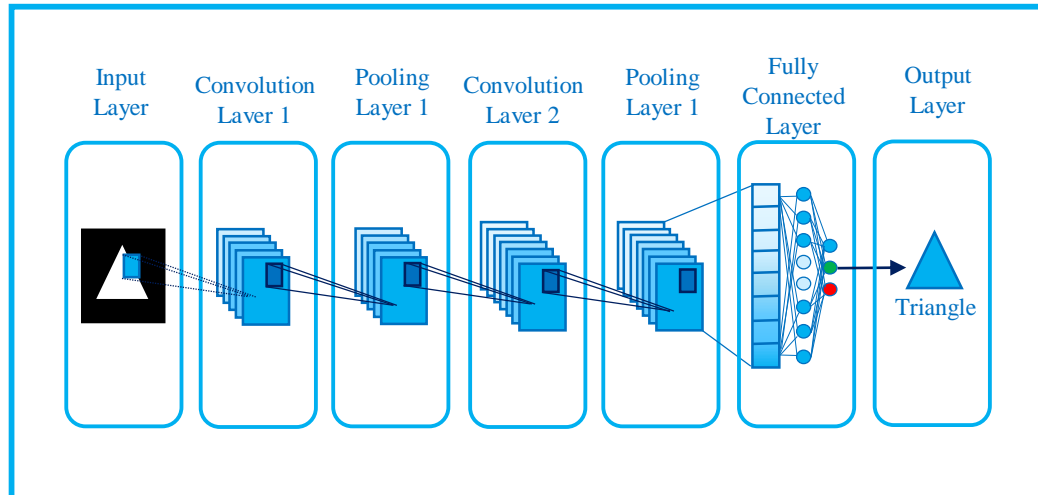 Input
Layer
Convolution
Layer 1
Pooling
Layer 1
Convolution
Layer 2
Pooling
Layer 1
Fully
Connected
Layer
Output
Layer
Triangle